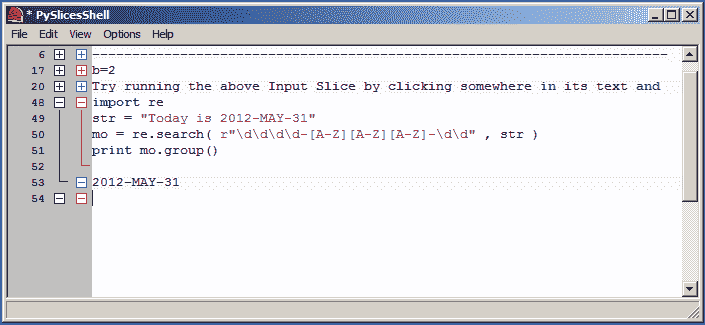 * PySlicesShell
File Edit View Options Help
6 ----------------------------------------------------------------
17 b=2
20 Try running the above Input Slice by clicking somewhere in its text and
48 import re
49 str = "Today is 2012-MAY-31"
50 mo = re.search( r"\d\d\d\d-[A-Z][A-Z][A-Z]-\d\d" , str )
51 print mo.group()
52
53 2012-MAY-31
54